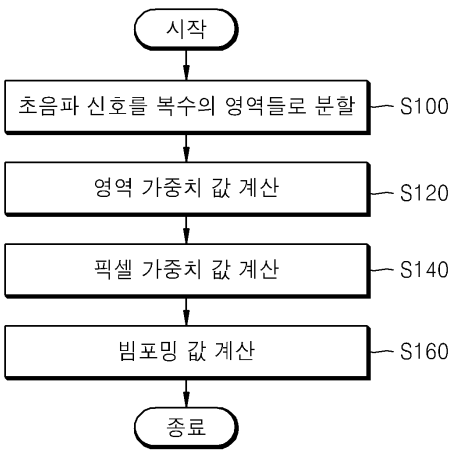 시작
초음파 신호를 복수의 영역들로 분할
S100
영역 가중치 값 계산
S120
픽셀 가중치 값 계산
S140
빔포밍 값 계산
S160
종료